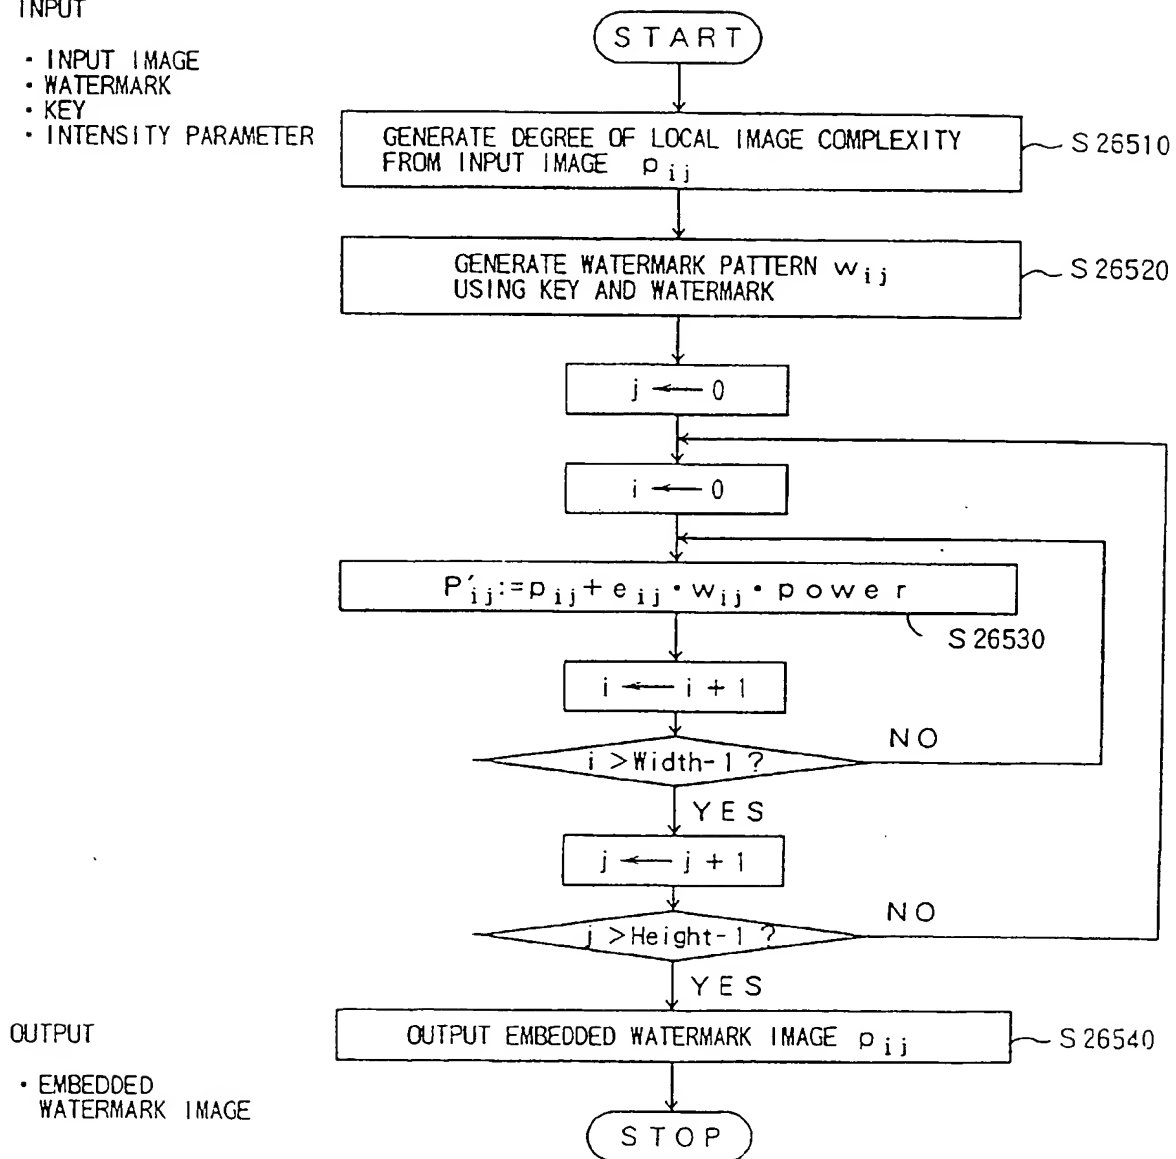 INPUT
・INPUT IMAGE
・WATERMARK
・KEY
・INTENSITY PARAMETER
START
GENERATE DEGREE OF LOCAL IMAGE COMPLEXITY
FROM INPUT IMAGE p_ij
S26510
GENERATE WATERMARK PATTERN w_ij
USING KEY AND WATERMARK
S26520
j ← 0
i ← 0
P'_ij:=p_ij+e_ij・w_ij・power
S26530
i ← i + 1
i >Width-1 ?
NO
YES
j ← j + 1
j >Height-1 ?
NO
YES
OUTPUT EMBEDDED WATERMARK IMAGE p_ij
S26540
STOP
OUTPUT
・EMBEDDED
WATERMARK IMAGE